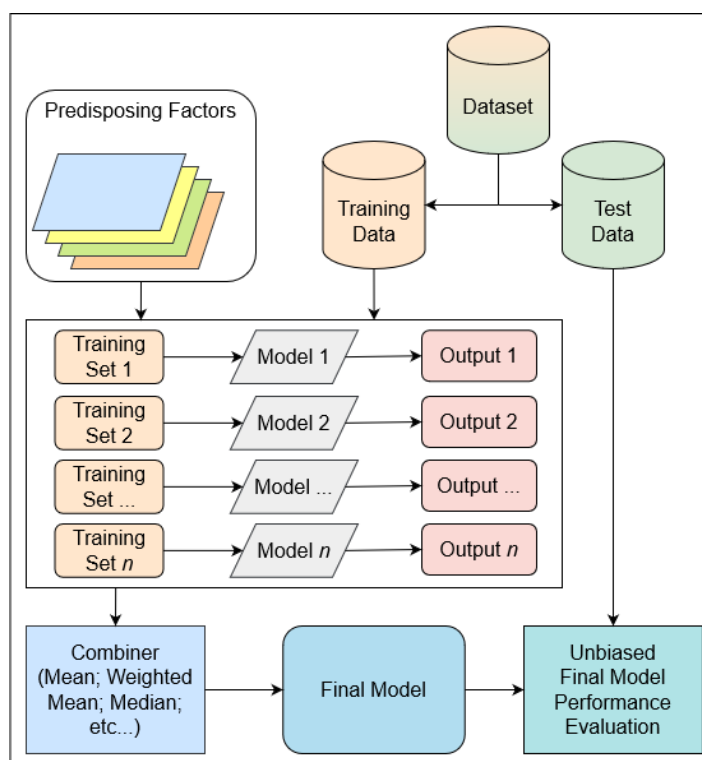 Predisposing Factors
Dataset
Training
Data
Test
Data
Training
Set 1
Model 1
Output 1
Training
Set 2
Model 2
Output 2
Training
Set ...
Model ...
Output ...
Training
Set n
Model n
Output n
Combiner
(Mean; Weighted
Mean; Median;
etc...)
Final Model
Unbiased
Final Model
Performance
Evaluation